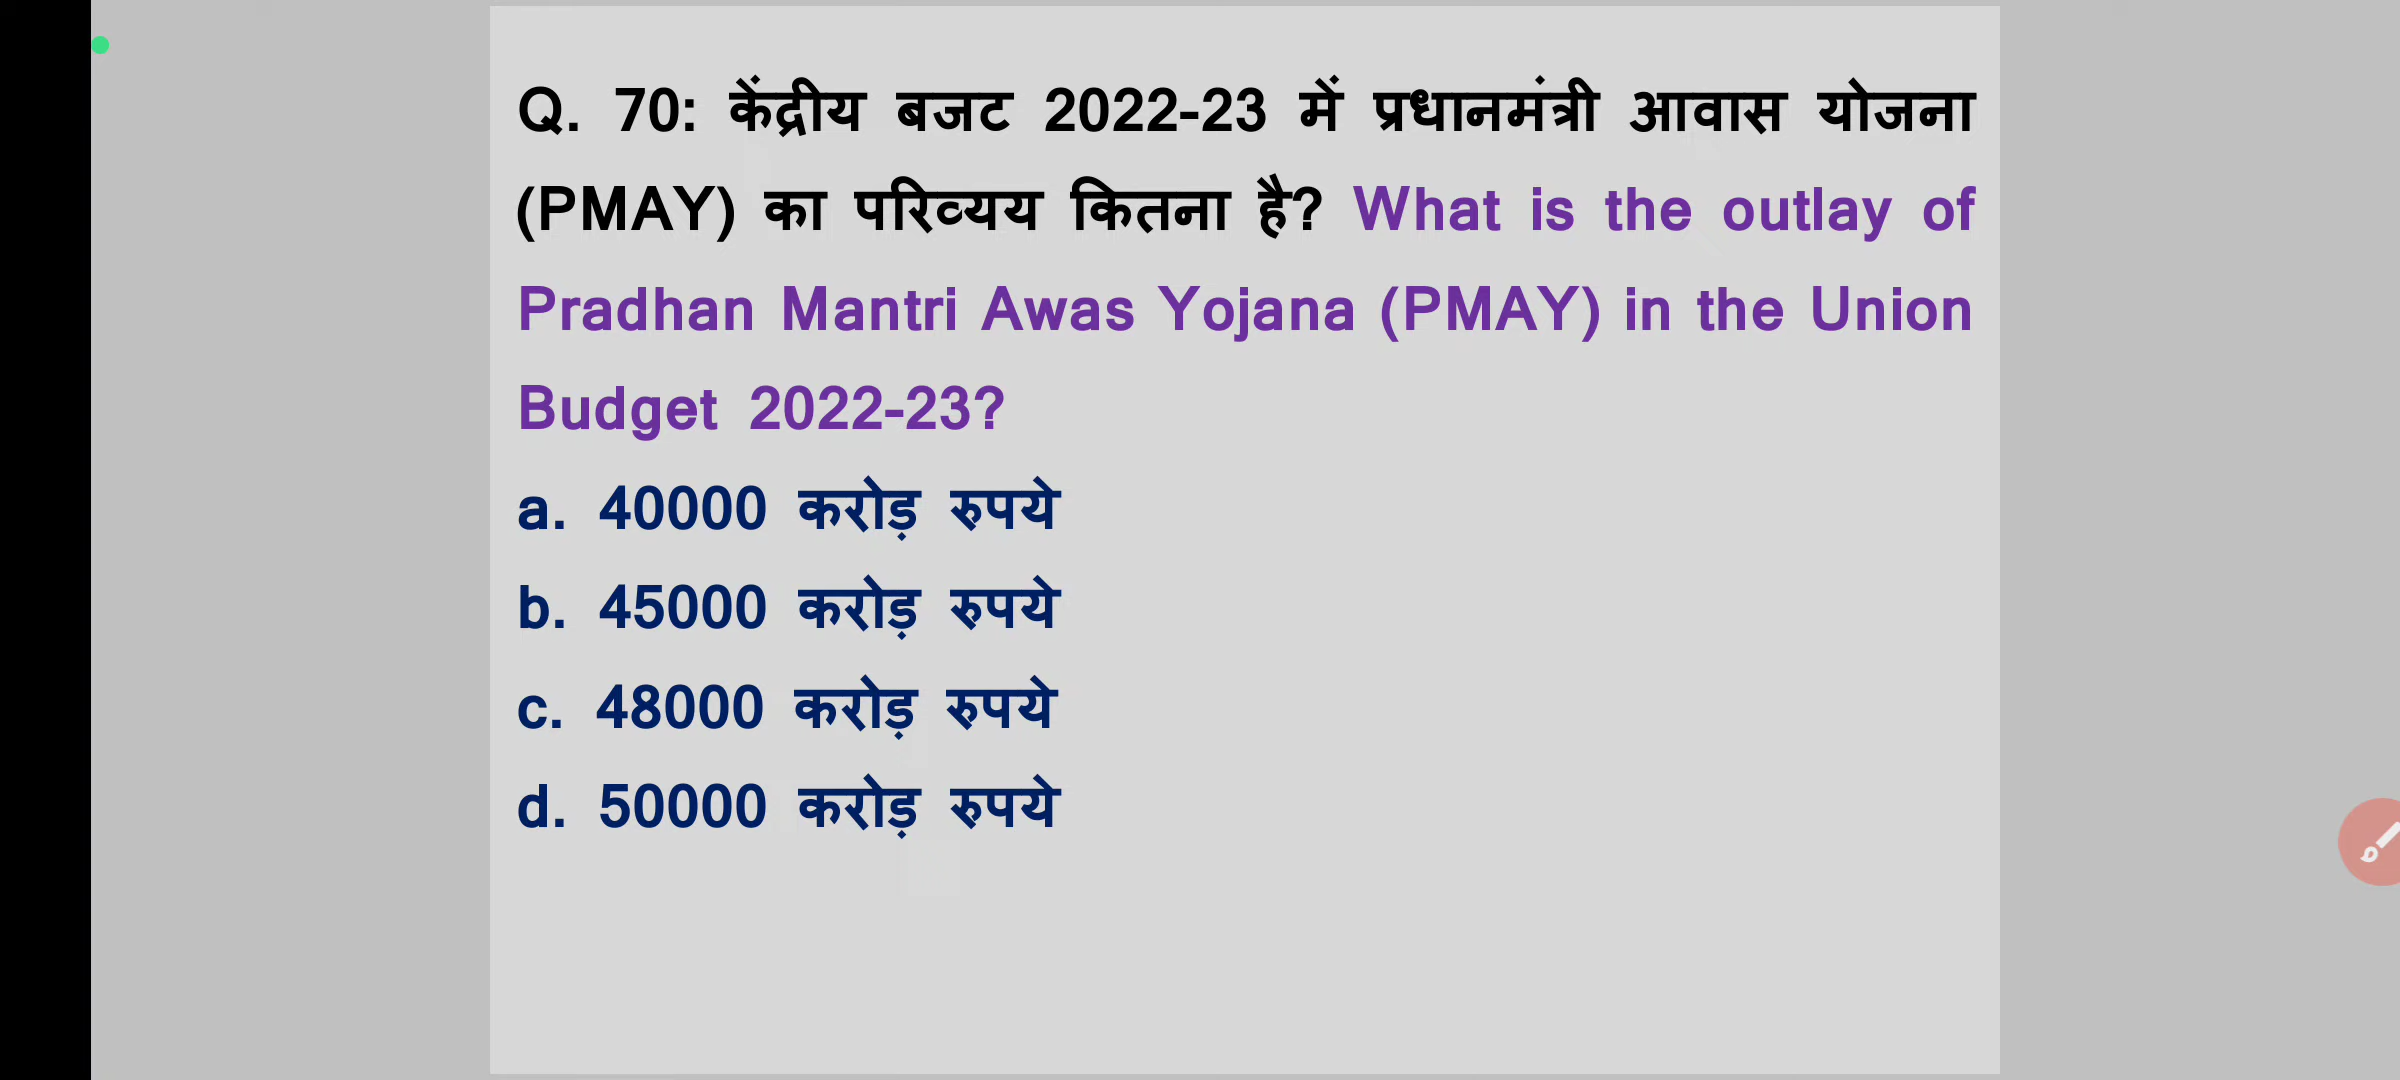 Q. 70: केंद्रीय बजट 2022-23 में प्रधानमंत्री आवास योजना
(PMAY) का परिव्यय कितना है? What is the outlay of
Pradhan Mantri Awas Yojana (PMAY) in the Union
Budget 2022-23?
a. 40000 करोड़ रुपये
b. 45000 करोड़ रुपये
c. 48000 करोड़ रुपये
d. 50000 करोड़ रुपये